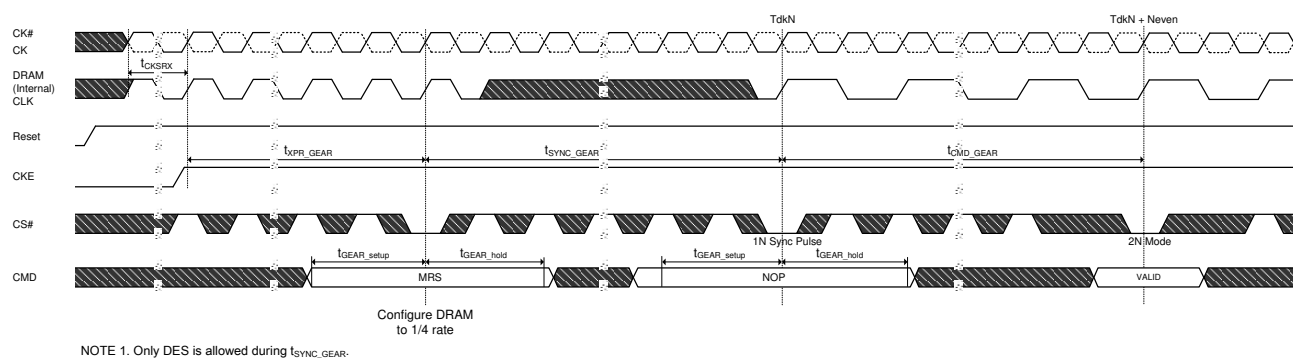 TdkN
TdkN + Neven
CK#
CK
tCKSRX
DRAM
(Internal)
CLK
Reset
tXPR_GEAR
tSYNC_GEAR
tCMD_GEAR
CKE
CS#
1N Sync Pulse
2N Mode
tGEAR_setup
tGEAR_hold
tGEAR_setup
tGEAR_hold
CMD
MRS
NOP
VALID
Configure DRAM
to 1/4 rate
NOTE 1. Only DES is allowed during tSYNC_GEAR.